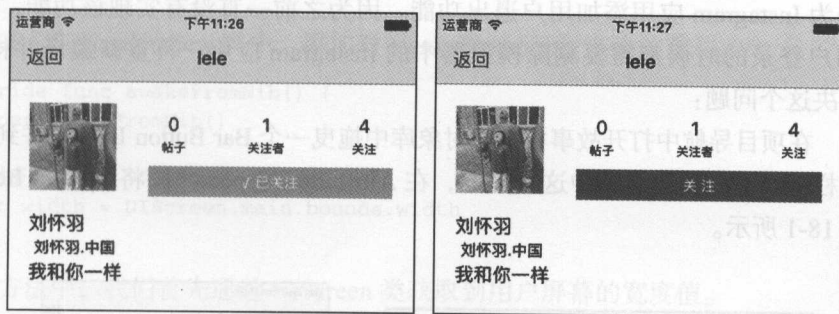 运营商 下午11:26
返回 lele
0 1 4
帖子 关注者 关注
√已关注
刘怀羽
刘怀羽.中国
我和你一样
运营商 下午11:27
返回 lele
0 1 4
帖子 关注者 关注
关注
刘怀羽
刘怀羽.中国
我和你一样